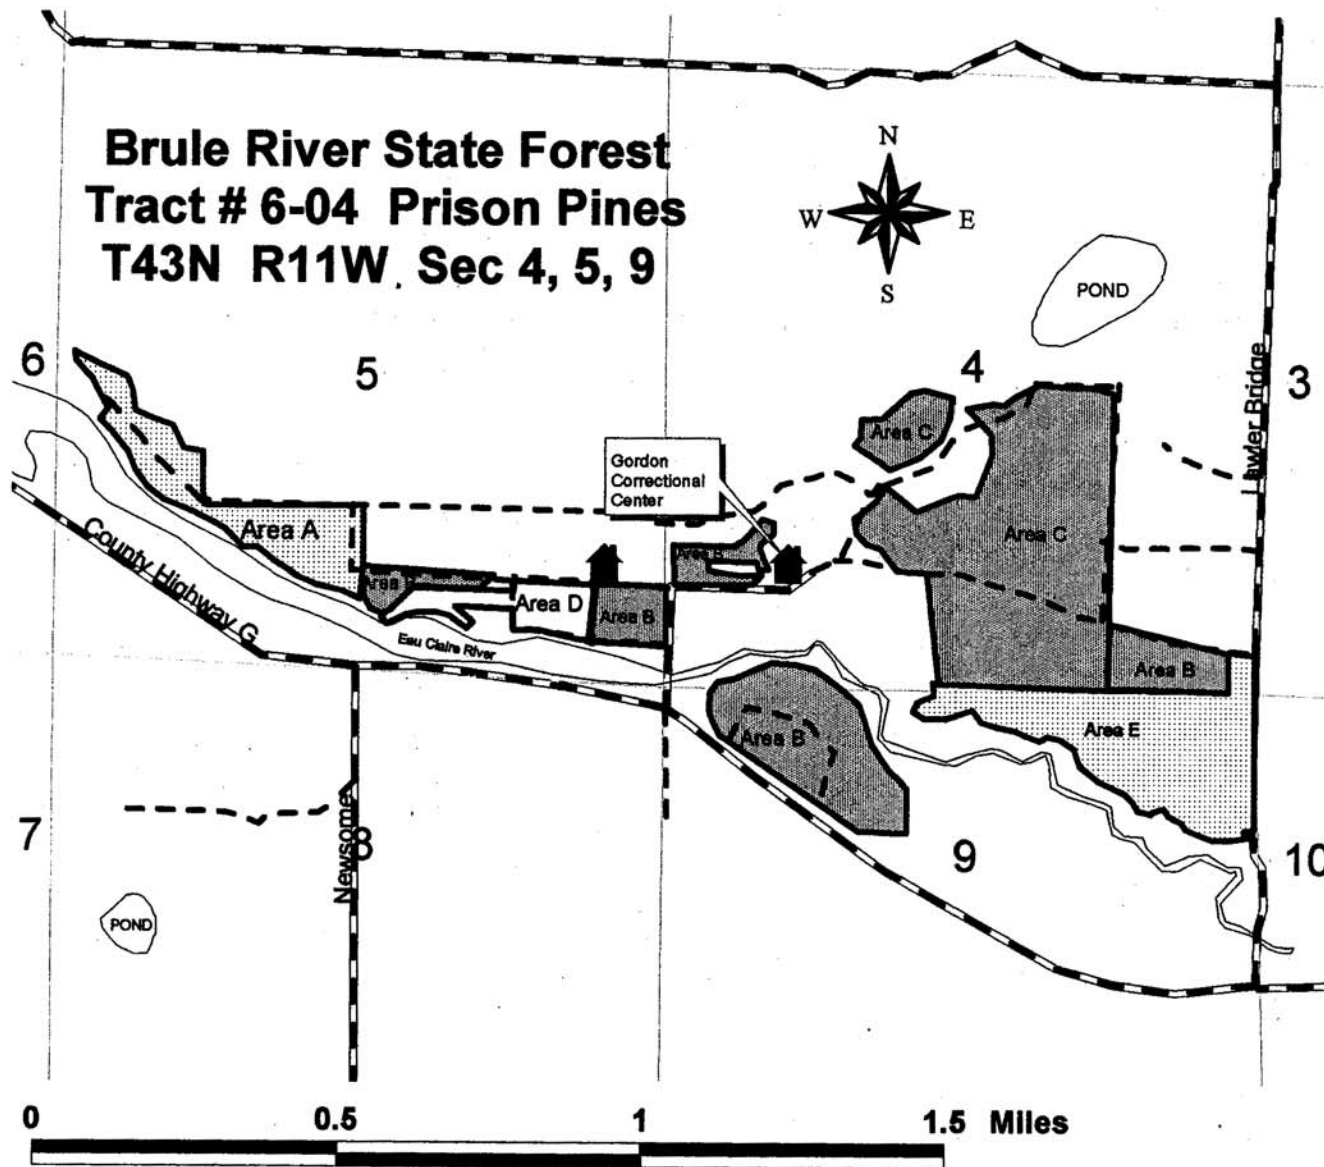 Brule River State Forest
Tract # 6-04 Prison Pines
T43N R11W, Sec 4, 5, 9
N
W E
S
POND
6
5
4
3
Area C
Gordon
Correctional
Center
Area A
Area B
Area C
Area D
Area B
County Highway G
Eau Claire River
Area B
Area E
Area B
7
8
9
10
Newsome
POND
0 0.5 1 1.5 Miles